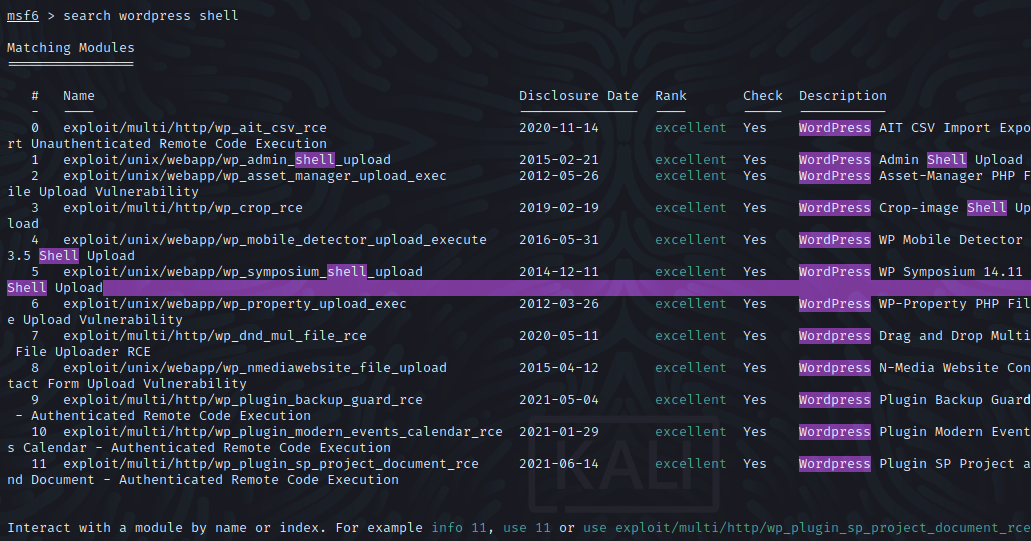 msf6 > search wordpress shell
Matching Modules
================
# Name Disclosure Date Rank Check Description
- ---- --------------- ---- ----- -----------
0 exploit/multi/http/wp_ait_csv_rce 2020-11-14 excellent Yes WordPress AIT CSV Import Expo
rt Unauthenticated Remote Code Execution
1 exploit/unix/webapp/wp_admin_shell_upload 2015-02-21 excellent Yes WordPress Admin Shell Upload
2 exploit/unix/webapp/wp_asset_manager_upload_exec 2012-05-26 excellent Yes WordPress Asset-Manager PHP F
ile Upload Vulnerability
3 exploit/multi/http/wp_crop_rce 2019-02-19 excellent Yes WordPress Crop-image Shell Up
load
4 exploit/unix/webapp/wp_mobile_detector_upload_execute 2016-05-31 excellent Yes WordPress WP Mobile Detector
3.5 Shell Upload
5 exploit/unix/webapp/wp_symposium_shell_upload 2014-12-11 excellent Yes WordPress WP Symposium 14.11
Shell Upload
6 exploit/unix/webapp/wp_property_upload_exec 2012-03-26 excellent Yes WordPress WP-Property PHP Fil
e Upload Vulnerability
7 exploit/multi/http/wp_dnd_mul_file_rce 2020-05-11 excellent Yes Wordpress Drag and Drop Multi
File Uploader RCE
8 exploit/unix/webapp/wp_nmediawebsite_file_upload 2015-04-12 excellent Yes Wordpress N-Media Website Con
tact Form Upload Vulnerability
9 exploit/multi/http/wp_plugin_backup_guard_rce 2021-05-04 excellent Yes Wordpress Plugin Backup Guard
- Authenticated Remote Code Execution
10 exploit/multi/http/wp_plugin_modern_events_calendar_rce 2021-01-29 excellent Yes Wordpress Plugin Modern Event
s Calendar - Authenticated Remote Code Execution
11 exploit/multi/http/wp_plugin_sp_project_document_rce 2021-06-14 excellent Yes Wordpress Plugin SP Project a
nd Document - Authenticated Remote Code Execution
KALI
Interact with a module by name or index. For example info 11, use 11 or use exploit/multi/http/wp_plugin_sp_project_document_rce